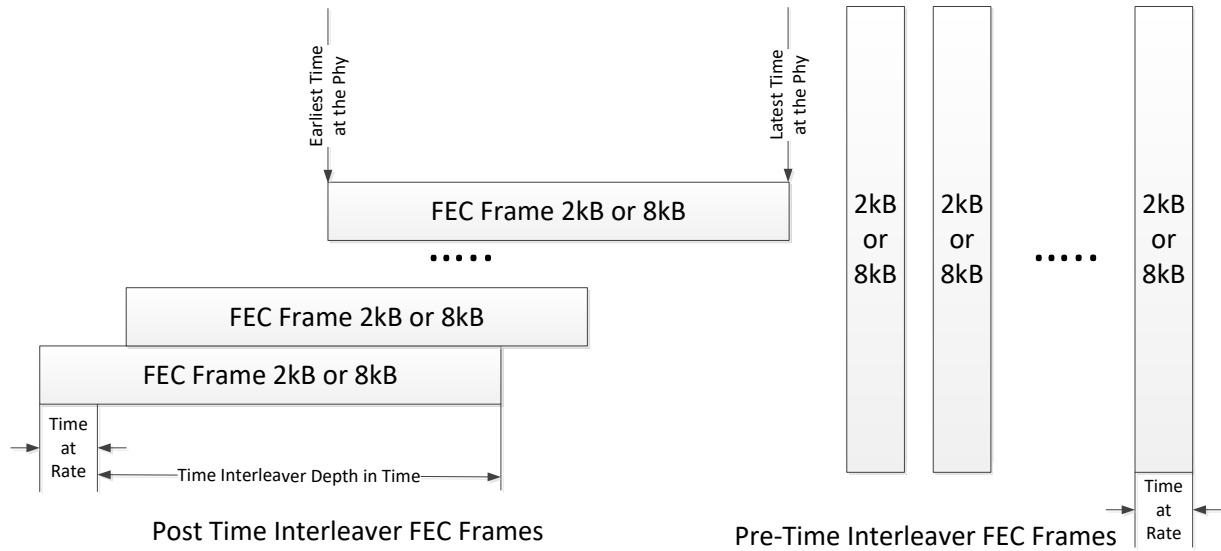 Earliest Time
at the Phy
Latest Time
at the Phy
FEC Frame 2kB or 8kB
.....
FEC Frame 2kB or 8kB
FEC Frame 2kB or 8kB
Time
at
Rate
Time Interleaver Depth in Time
Post Time Interleaver FEC Frames
2kB
or
8kB
2kB
or
8kB
.....
2kB
or
8kB
Time
at
Rate
Pre-Time Interleaver FEC Frames